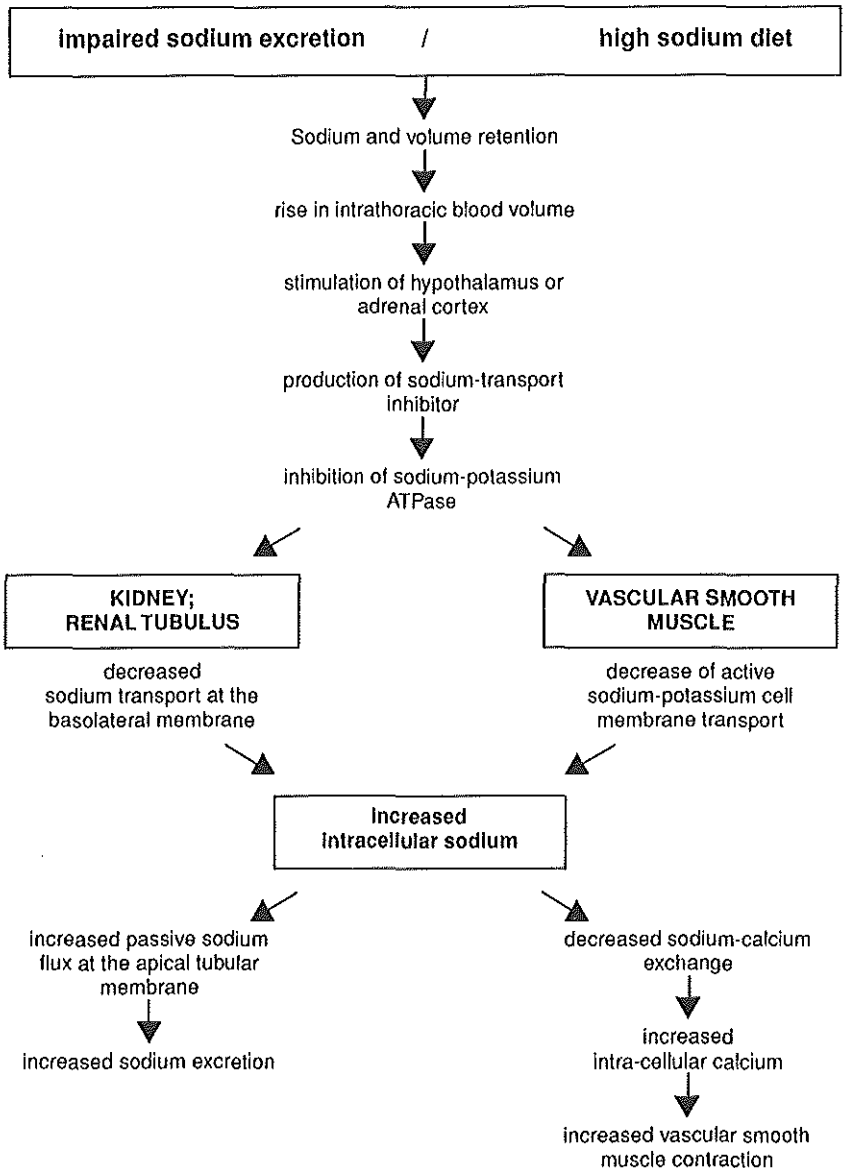 impaired sodium excretion / high sodium diet
Sodium and volume retention
rise in intrathoracic blood volume
stimulation of hypothalamus or
adrenal cortex
production of sodium-transport
inhibitor
inhibition of sodium-potassium
ATPase
KIDNEY;
RENAL TUBULUS
decreased
sodium transport at the
basolateral membrane
VASCULAR SMOOTH
MUSCLE
decrease of active
sodium-potassium cell
membrane transport
increased
intracellular sodium
increased passive sodium
flux at the apical tubular
membrane
increased sodium excretion
decreased sodium-calcium
exchange
increased
intra-cellular calcium
increased vascular smooth
muscle contraction